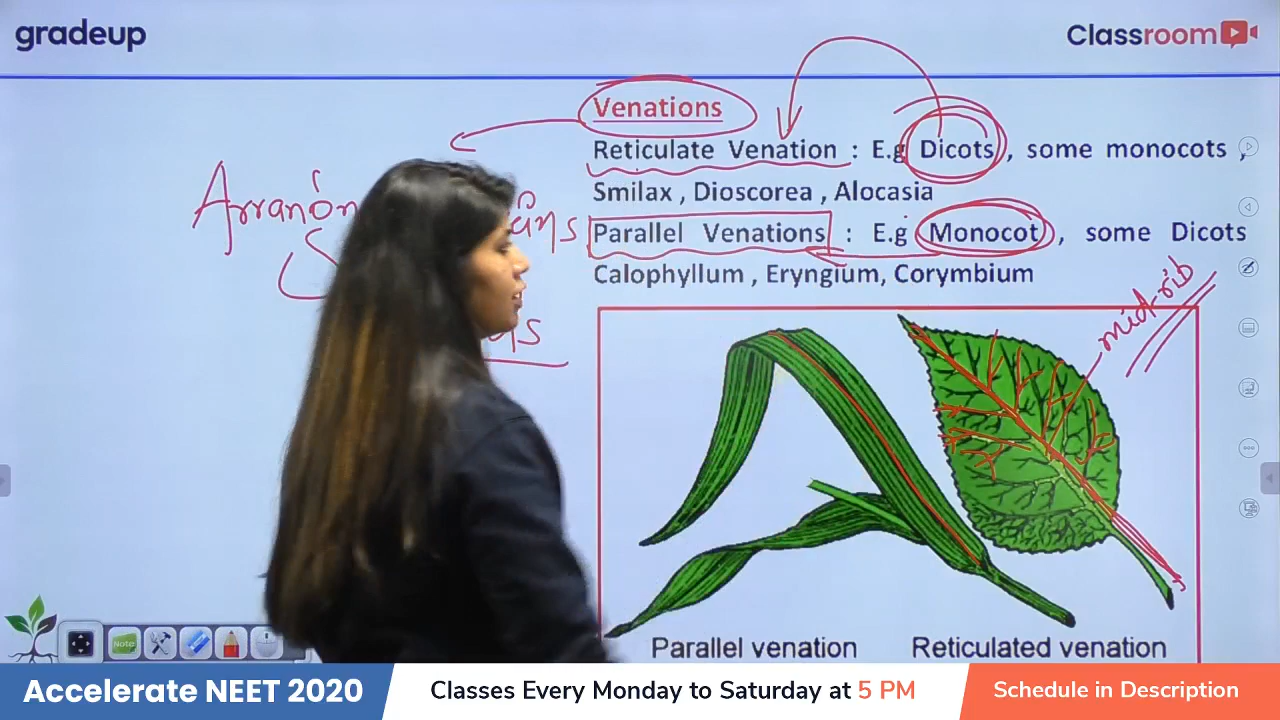 gradeup
Classroom
Venations
Reticulate Venation : E.g Dicots , some monocots ,
Smilax , Dioscorea , Alocasia
Parallel Venations : E.g Monocot , some Dicots
Calophyllum , Eryngium, Corymbium
mid-rib
Note
Parallel venation
Reticulated venation
Accelerate NEET 2020
Classes Every Monday to Saturday at 5 PM
Schedule in Description